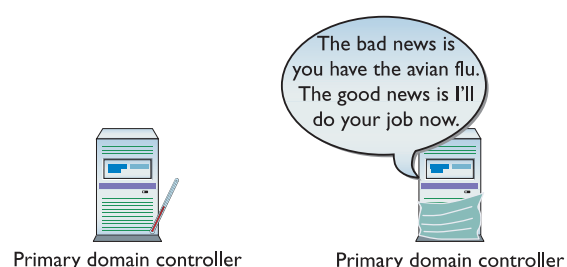 The bad news is
you have the avian flu.
The good news is I'll
do your job now.
Primary domain controller
Primary domain controller